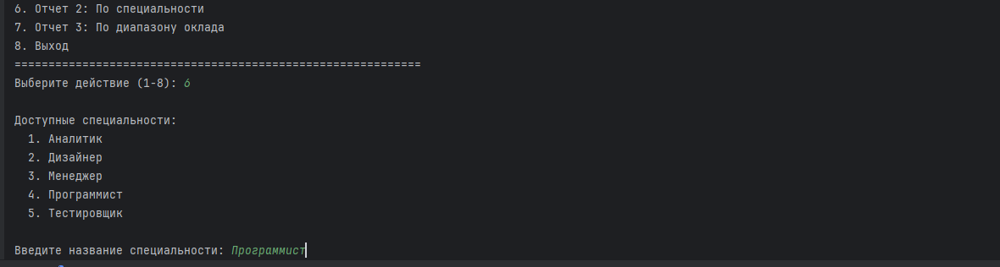 6. Отчет 2: По специальности
7. Отчет 3: По диапазону оклада
8. Выход
============================================================
Выберите действие (1-8): 6
Доступные специальности:
1. Аналитик
2. Дизайнер
3. Менеджер
4. Программист
5. Тестировщик
Введите название специальности: Программист